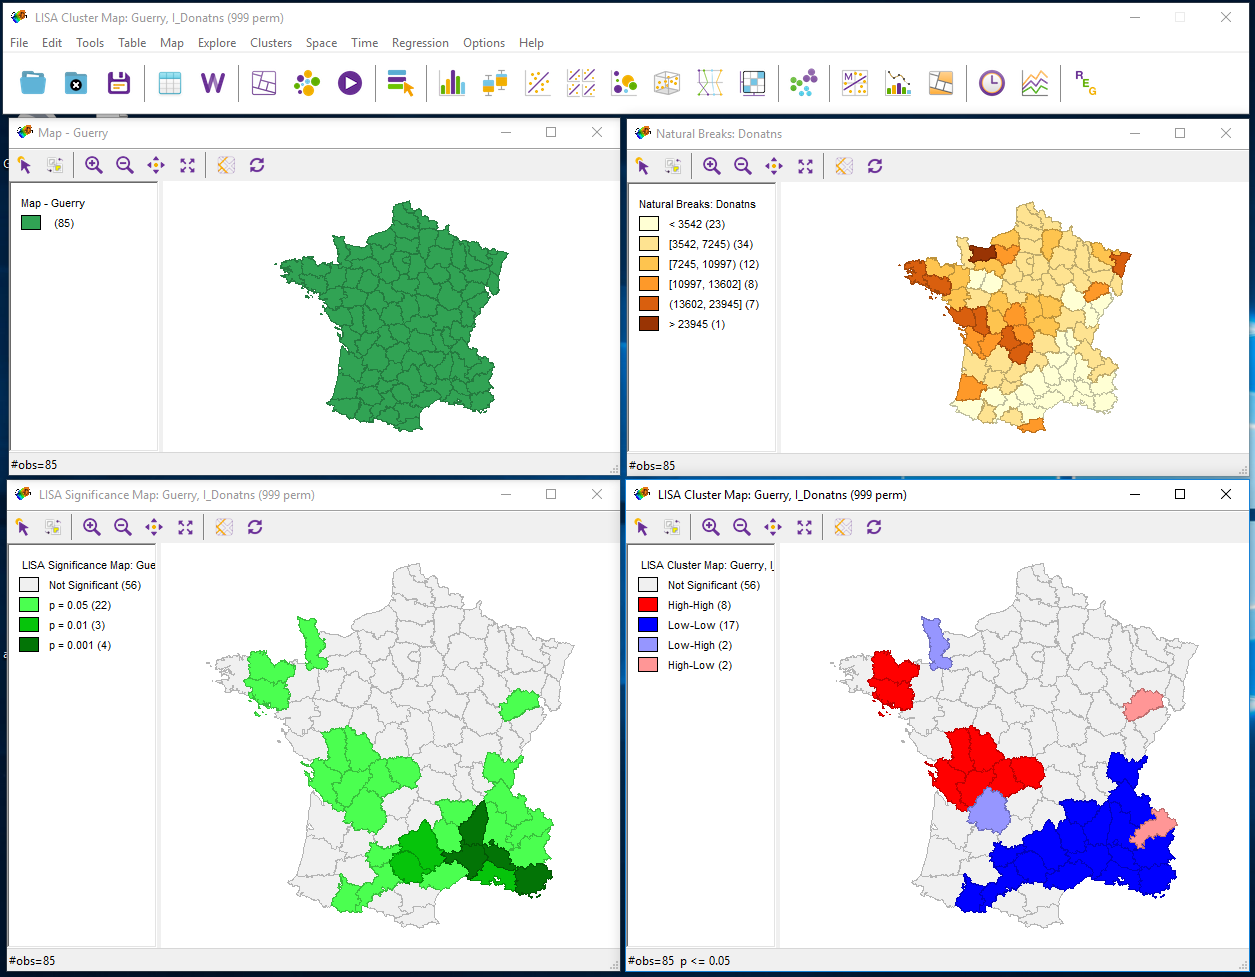 LISA Cluster Map: Guerry, I_Donatns (999 perm)
File Edit Tools Table Map Explore Clusters Space Time Regression Options Help
W
M
REG
Map - Guerry
Map - Guerry
(85)
#obs=85
Natural Breaks: Donatns
Natural Breaks: Donatns
< 3542 (23)
[3542, 7245) (34)
[7245, 10997) (12)
[10997, 13602] (8)
(13602, 23945] (7)
> 23945 (1)
#obs=85
LISA Significance Map: Guerry, I_Donatns (999 perm)
LISA Significance Map: Gue
Not Significant (56)
p = 0.05 (22)
p = 0.01 (3)
p = 0.001 (4)
#obs=85
LISA Cluster Map: Guerry, I_Donatns (999 perm)
LISA Cluster Map: Guerry, I_
Not Significant (56)
High-High (8)
Low-Low (17)
Low-High (2)
High-Low (2)
#obs=85 p <= 0.05